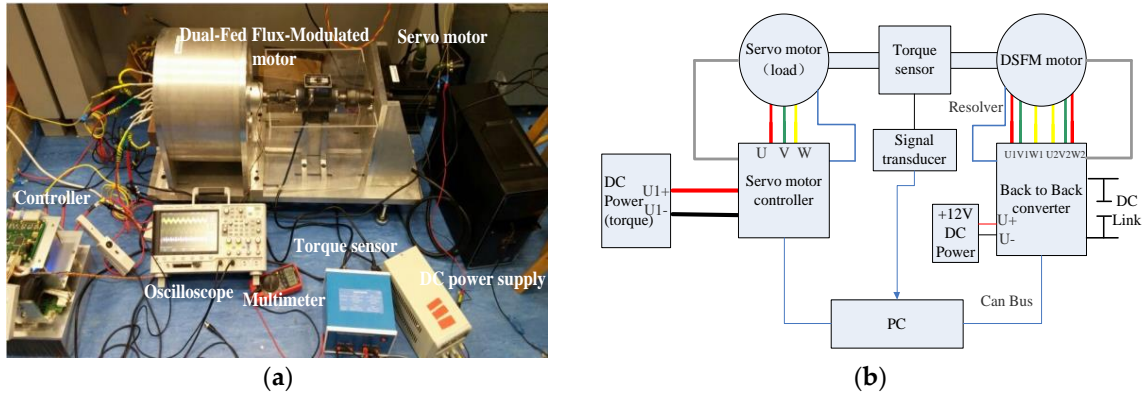 Dual-Fed Flux-Modulated
motor
Servo motor
Controller
Torque sensor
DC power supply
Oscilloscope
Multimeter
(a)
Servo motor
(load)
Torque
sensor
DSFM motor
Resolver
Signal
transducer
U V W
U1V1W1 U2V2W2
DC
Power
(torque)
U1+
U1-
Servo motor
controller
Back to Back
converter
+12V
DC
Power
U+
U-
DC
Link
Can Bus
PC
(b)